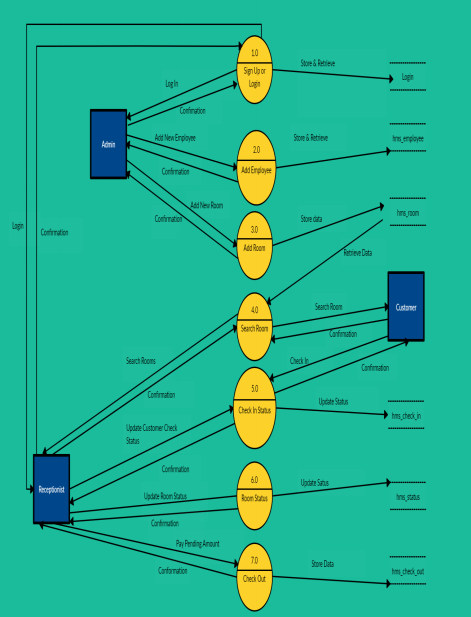 1.0
Sign Up or
Login
Store & Retrieve
Login
Log In
Confimation
Admin
Add New Employee
Confirmation
2.0
Add Employee
Store & Retrieve
hms_employee
Add New Room
Confirmation
3.0
Add Room
Store data
hms_room
Retrieve Data
Login
Confirmation
4.0
Search Room
Search Room
Confirmation
Customer
Search Rooms
Confirmation
Check In
Confirmation
5.0
Check In Status
Update Status
hms_check_in
Update Customer Check
Status
Confirmation
Receptionist
6.0
Room Status
Update Satus
hms_status
Update Room Status
Confirmation
Pay Pending Amount
Conformation
7.0
Check Out
Store Data
hms_check_out